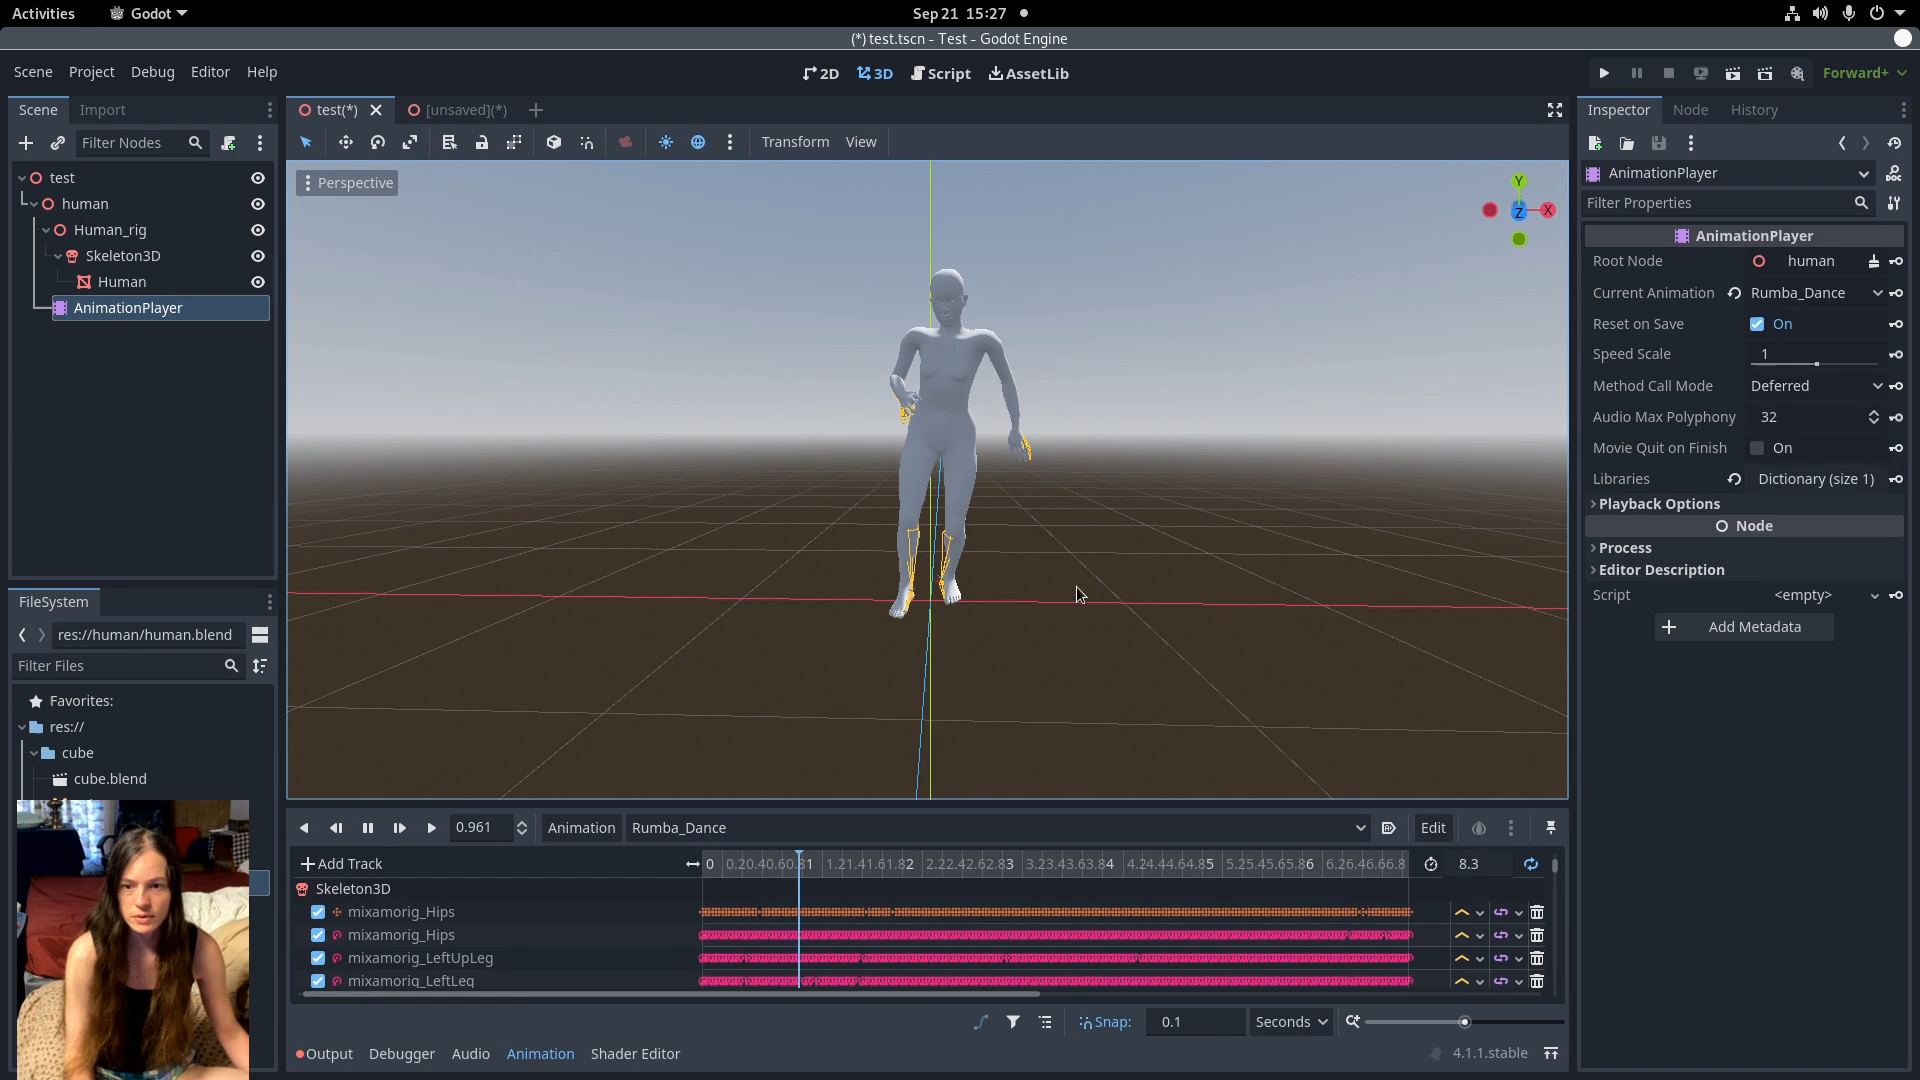 Activities
Godot
Sep 21 15:27
(*) test.tscn - Test - Godot Engine
Scene Project Debug Editor Help
2D 3D Script AssetLib
Forward+
Scene Import
test(*)
[unsaved](*)
Inspector Node History
Filter Nodes
Transform View
test
human
Human_rig
Skeleton3D
Human
AnimationPlayer
Perspective
Y
X
Z
AnimationPlayer
Filter Properties
AnimationPlayer
Root Node human
Current Animation Rumba_Dance
Reset on Save On
Speed Scale 1
Method Call Mode Deferred
Audio Max Polyphony 32
Movie Quit on Finish On
Libraries Dictionary (size 1)
Playback Options
Node
Process
Editor Description
Script <empty>
Add Metadata
FileSystem
res://human/human.blend
Filter Files
Favorites:
res://
cube
cube.blend
0.961 Animation Rumba_Dance Edit
Add Track
8.3
Skeleton3D
mixamorig_Hips
mixamorig_Hips
mixamorig_LeftUpLeg
mixamorig_LeftLeg
Snap: 0.1 Seconds
Output Debugger Audio Animation Shader Editor 4.1.1.stable